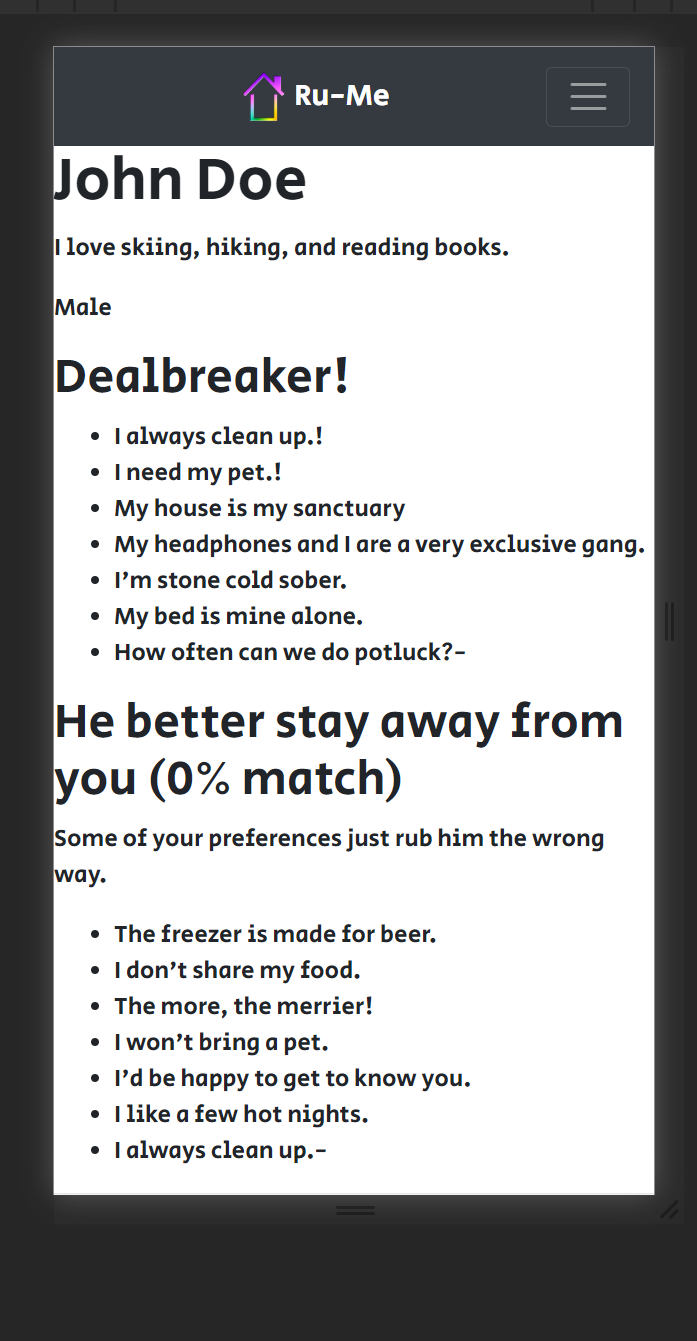 Ru-Me
John Doe
I love skiing, hiking, and reading books.
Male
Dealbreaker!
• I always clean up.!
• I need my pet.!
• My house is my sanctuary
• My headphones and I are a very exclusive gang.
• I'm stone cold sober.
• My bed is mine alone.
• How often can we do potluck?-
He better stay away from
you (0% match)
Some of your preferences just rub him the wrong
way.
• The freezer is made for beer.
• I don't share my food.
• The more, the merrier!
• I won't bring a pet.
• I'd be happy to get to know you.
• I like a few hot nights.
• I always clean up.-